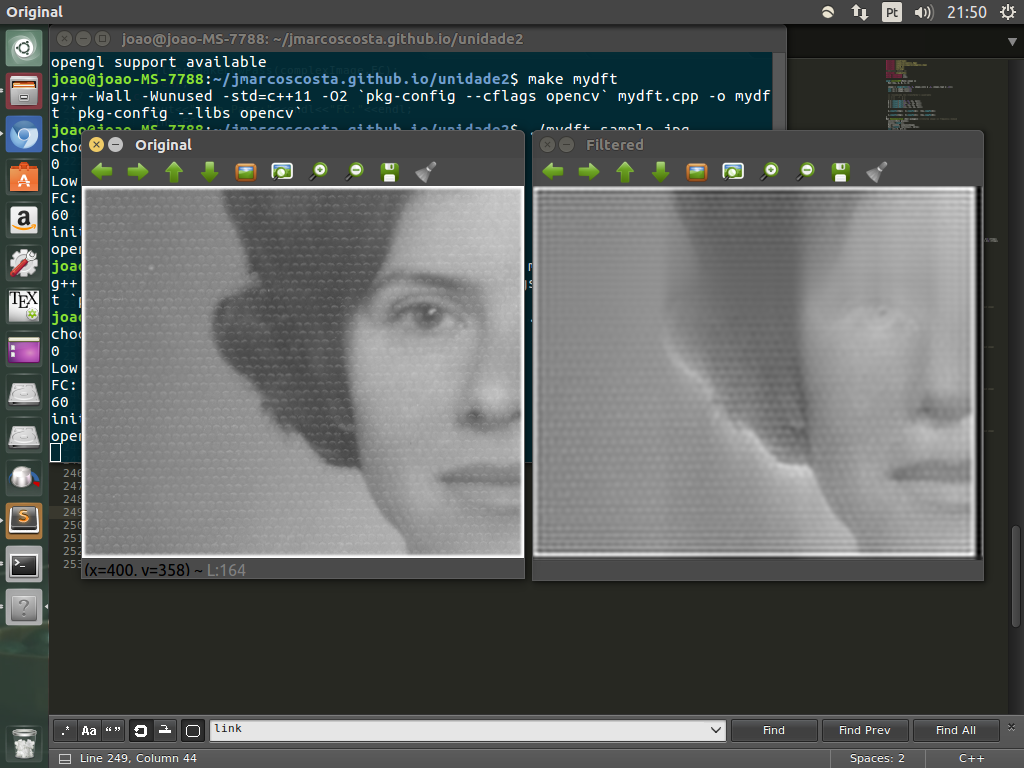 Original
Pt
21:50
joao@joao-MS-7788: ~/jmarcoscosta.github.io/unidade2
opengl support available
joao@joao-MS-7788:~/jmarcoscosta.github.io/unidade2$ make mydft
g++ -Wall -Wunused -std=c++11 -O2 `pkg-config --cflags opencv` mydft.cpp -o mydf
t `pkg-config --libs opencv`
joao@joao-MS-7788:~/jmarcoscosta.github.io/unidade2$ ./mydft sample.jpg
choo
0
Low
FC:
60
init
open
joao
g++
t `p
joao
choo
0
Low
FC:
60
init
open
Original
Filtered
(x=400, y=358) ~ L:164
246
247
248
249
250
251
252
253
a
TEX
S
.*
Aa
“ ”
link
Find
Find Prev
Find All
Line 249, Column 44
Spaces: 2
C++